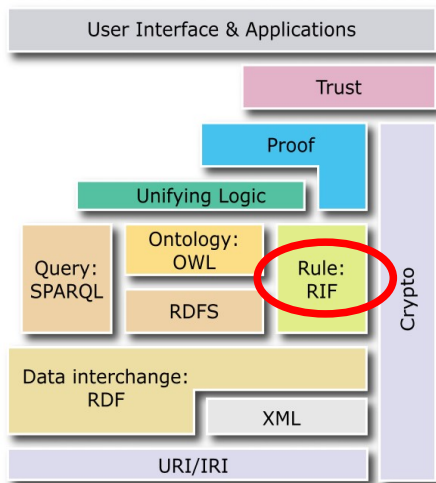 User Interface & Applications
Trust
Proof
Unifying Logic
Query:
SPARQL
Ontology:
OWL
RDFS
Rule:
RIF
Crypto
Data interchange:
RDF
XML
URI/IRI